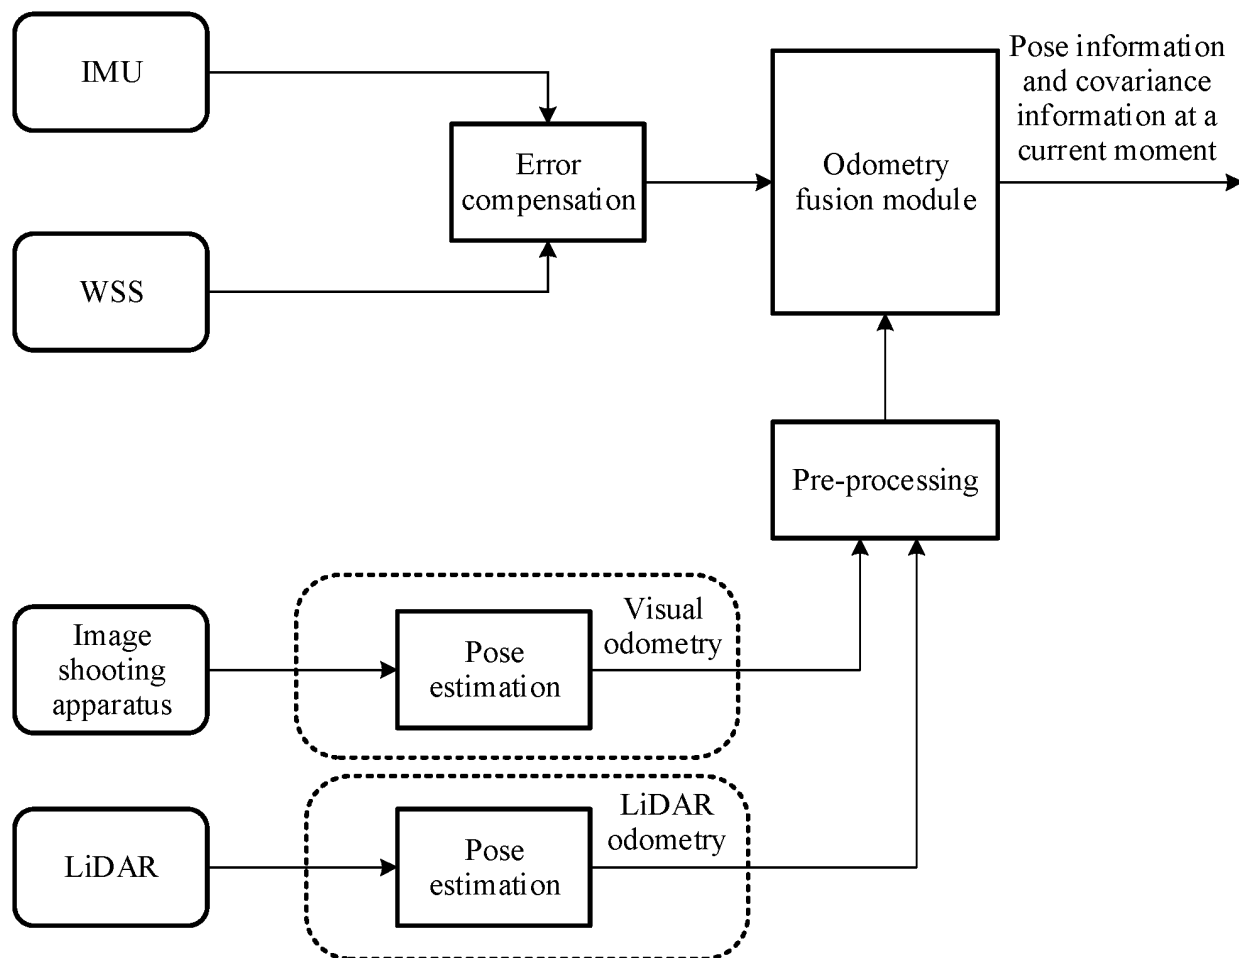 IMU
WSS
Error
compensation
Odometry
fusion module
Pose information
and covariance
information at a
current moment
Pre-processing
Image
shooting
apparatus
Pose
estimation
Visual
odometry
LiDAR
Pose
estimation
LiDAR
odometry